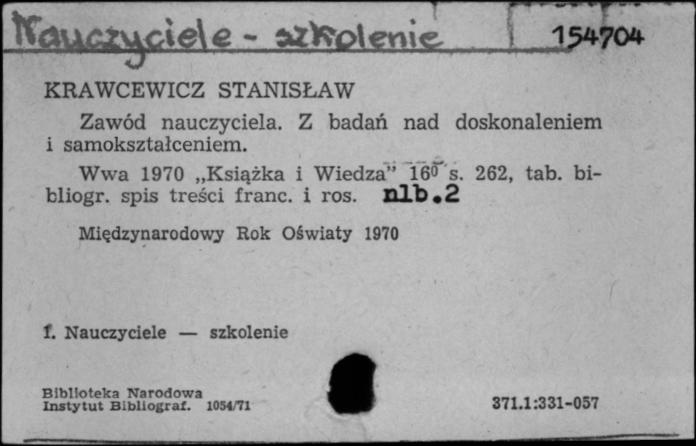 Nauczyciele - szkolenie
154704
KRAWCEWICZ STANISŁAW
Zawód nauczyciela. Z badań nad doskonaleniem
i samokształceniem.
Wwa 1970 „Książka i Wiedza” 16⁰ s. 262, tab. bi-
bliogr. spis treści franc. i ros. nlb.2
Międzynarodowy Rok Oświaty 1970
1. Nauczyciele — szkolenie
Biblioteka Narodowa
Instytut Bibliograf. 1054/71
371.1:331-057